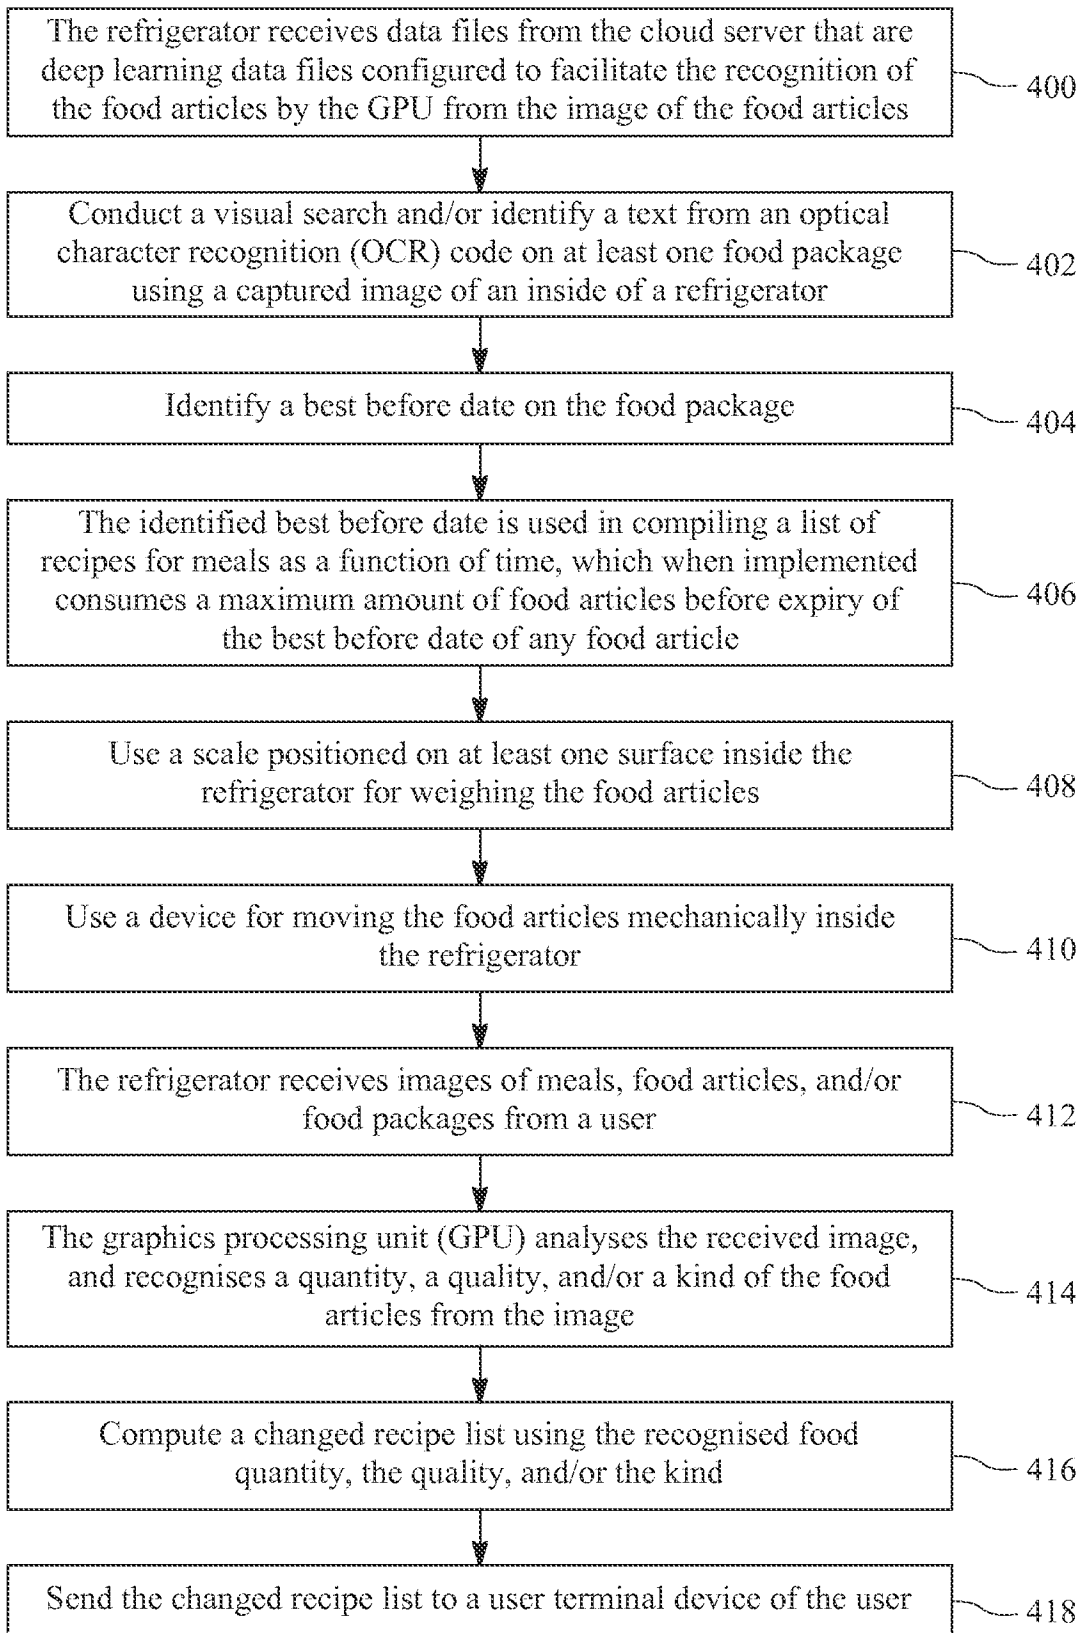 The refrigerator receives data files from the cloud server that are
deep learning data files configured to facilitate the recognition of
the food articles by the GPU from the image of the food articles
400
Conduct a visual search and/or identify a text from an optical
character recognition (OCR) code on at least one food package
using a captured image of an inside of a refrigerator
402
Identify a best before date on the food package
404
The identified best before date is used in compiling a list of
recipes for meals as a function of time, which when implemented
consumes a maximum amount of food articles before expiry of
the best before date of any food article
406
Use a scale positioned on at least one surface inside the
refrigerator for weighing the food articles
408
Use a device for moving the food articles mechanically inside
the refrigerator
410
The refrigerator receives images of meals, food articles, and/or
food packages from a user
412
The graphics processing unit (GPU) analyses the received image,
and recognises a quantity, a quality, and/or a kind of the food
articles from the image
414
Compute a changed recipe list using the recognised food
quantity, the quality, and/or the kind
416
Send the changed recipe list to a user terminal device of the user
418